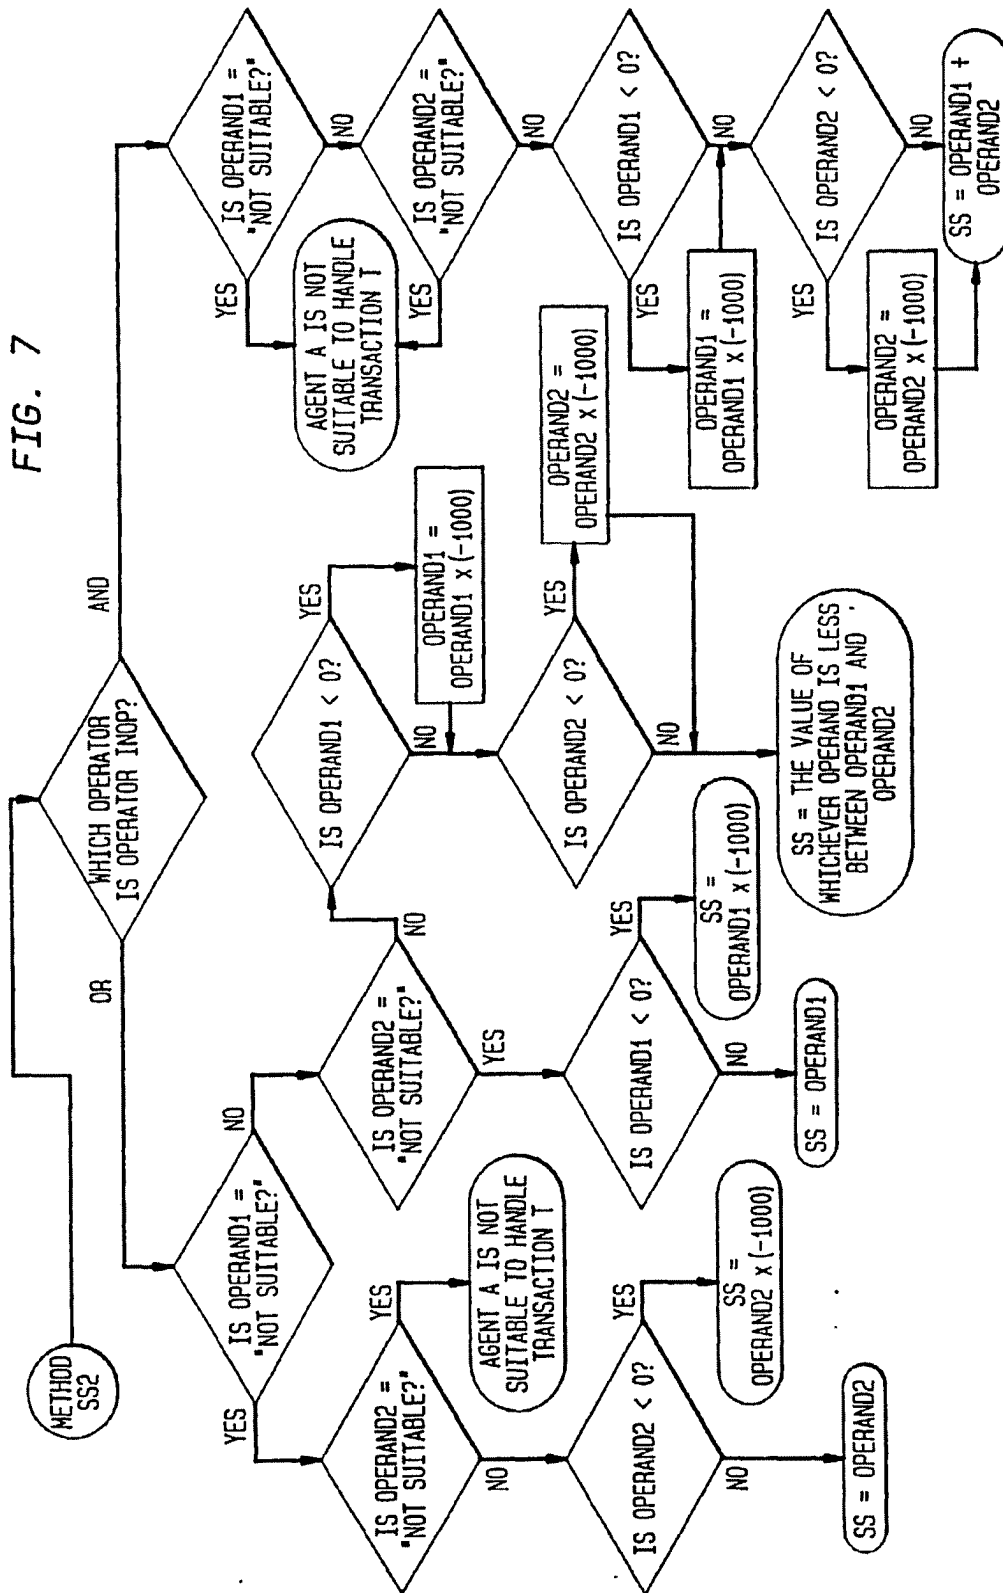 FIG. 7
METHOD
SS2
WHICH OPERATOR
IS OPERATOR INOP?
OR
AND
IS OPERAND1 =
"NOT SUITABLE?"
YES
NO
IS OPERAND2 =
"NOT SUITABLE?"
YES
NO
AGENT A IS NOT
SUITABLE TO HANDLE
TRANSACTION T
IS OPERAND2 < 0?
YES
NO
SS =
OPERAND2 x (-1000)
SS = OPERAND2
IS OPERAND2 =
"NOT SUITABLE?"
NO
YES
IS OPERAND1 < 0?
YES
NO
SS =
OPERAND1 x (-1000)
SS = OPERAND1
IS OPERAND1 < 0?
YES
NO
OPERAND1 =
OPERAND1 x (-1000)
IS OPERAND2 < 0?
YES
NO
OPERAND2 =
OPERAND2 x (-1000)
SS = THE VALUE OF
WHICHEVER OPERAND IS LESS
BETWEEN OPERAND1 AND
OPERAND2
IS OPERAND1 =
"NOT SUITABLE?"
YES
NO
AGENT A IS NOT
SUITABLE TO HANDLE
TRANSACTION T
IS OPERAND2 =
"NOT SUITABLE?"
YES
NO
IS OPERAND1 < 0?
YES
NO
OPERAND1 =
OPERAND1 x (-1000)
IS OPERAND2 < 0?
YES
NO
OPERAND2 =
OPERAND2 x (-1000)
SS = OPERAND1 +
OPERAND2